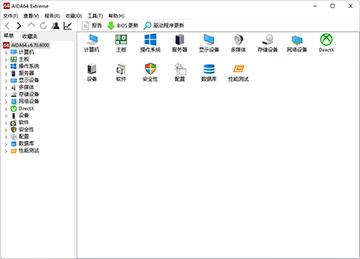 AIDA64 Extreme
文件(F) 查看(V) 报告(R) 收藏(O) 工具(T) 帮助(H)
报告 BIOS 更新 驱动程序更新
菜单 收藏夹
AIDA64 v6.70.6000
计算机
主板
操作系统
服务器
显示设备
多媒体
存储设备
网络设备
DirectX
设备
软件
安全性
配置
数据库
性能测试
计算机 主板 操作系统 服务器 显示设备 多媒体 存储设备 网络设备 DirectX
设备 软件 安全性 配置 数据库 性能测试